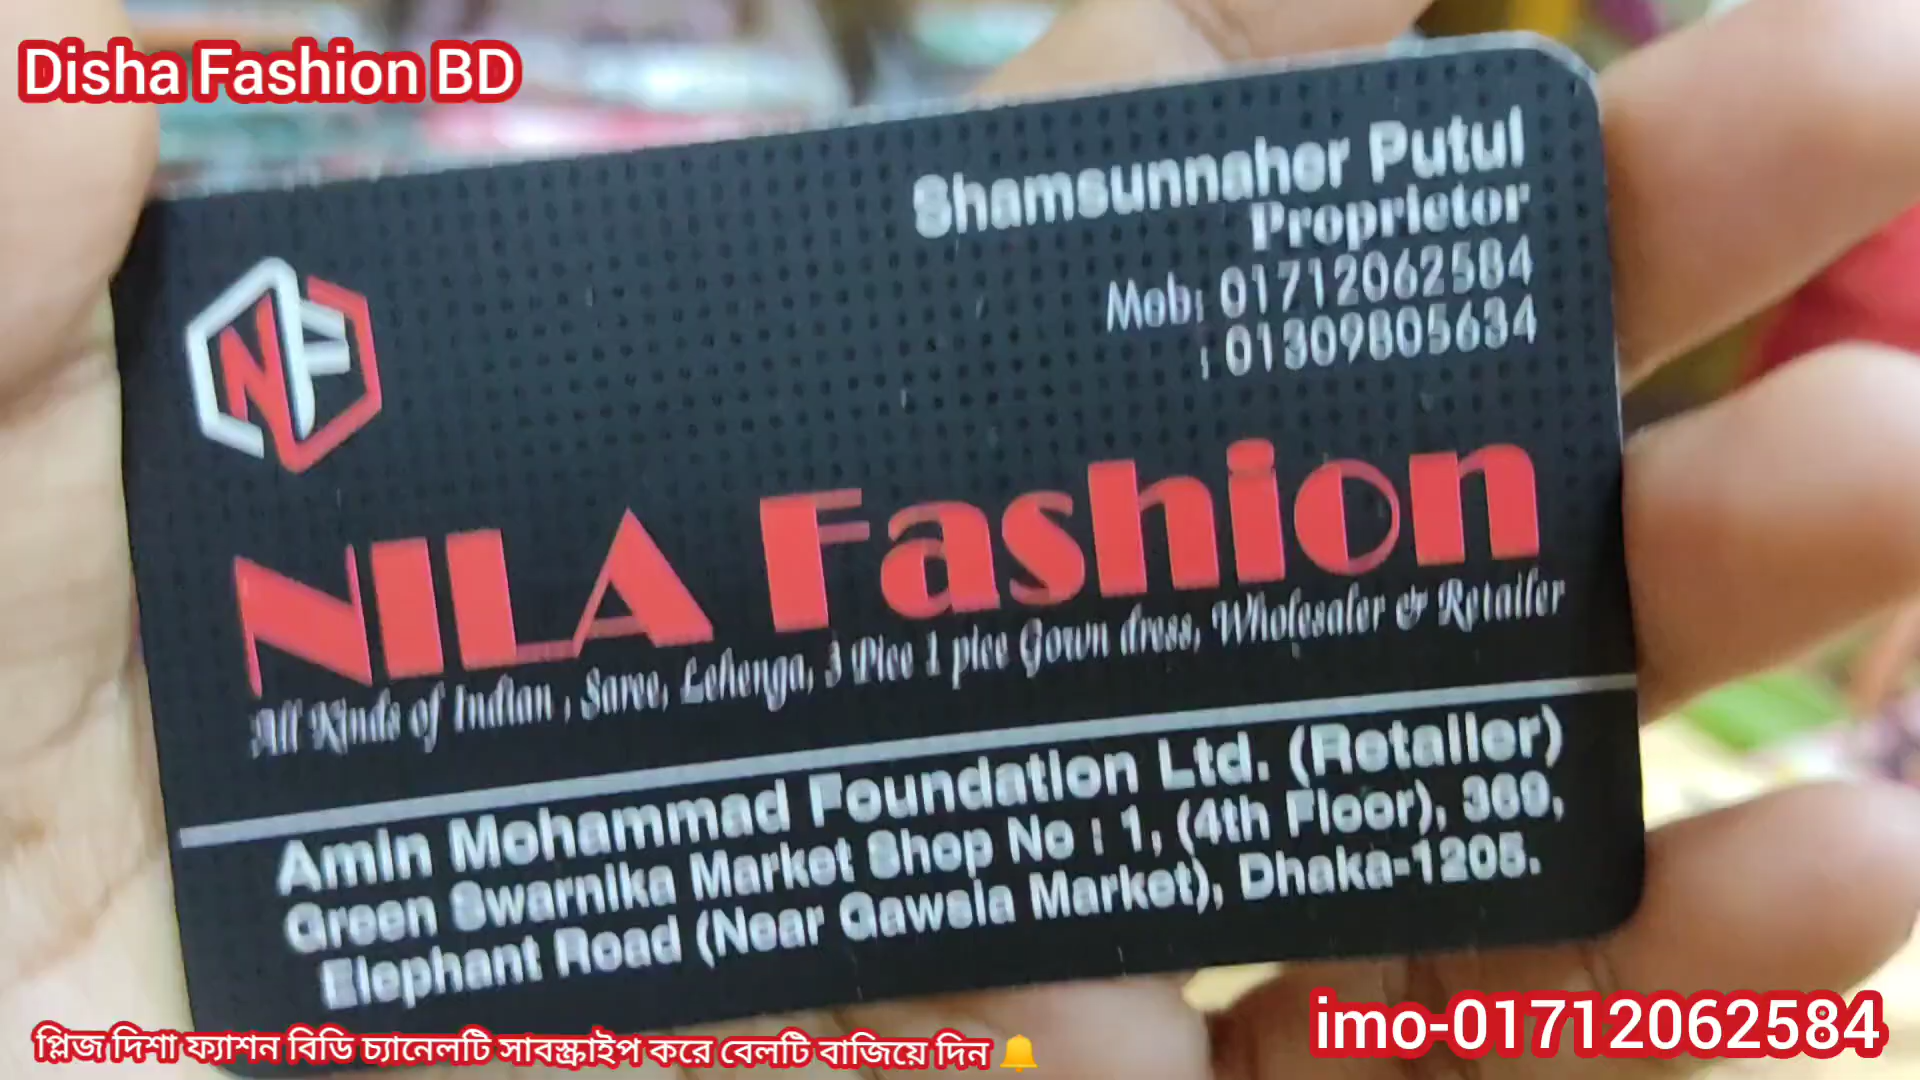 Disha Fashion BD
Shamsunnaher Putul
Proprietor
Mob: 01712062584
: 01309805634
NF
NILA Fashion
All Kinds of Indian , Saree, Lehenga, 3 Pice 1 pice Gown dress, Wholesaler & Retailer
Amin Mohammad Foundation Ltd. (Retailer)
Green Swarnika Market Shop No : 1, (4th Floor), 369,
Elephant Road (Near Gawsia Market), Dhaka-1205.
imo-01712062584
প্লিজ দিশা ফ্যাশন বিডি চ্যানেলটি সাবস্ক্রাইপ করে বেলটি বাজিয়ে দিন 🔔